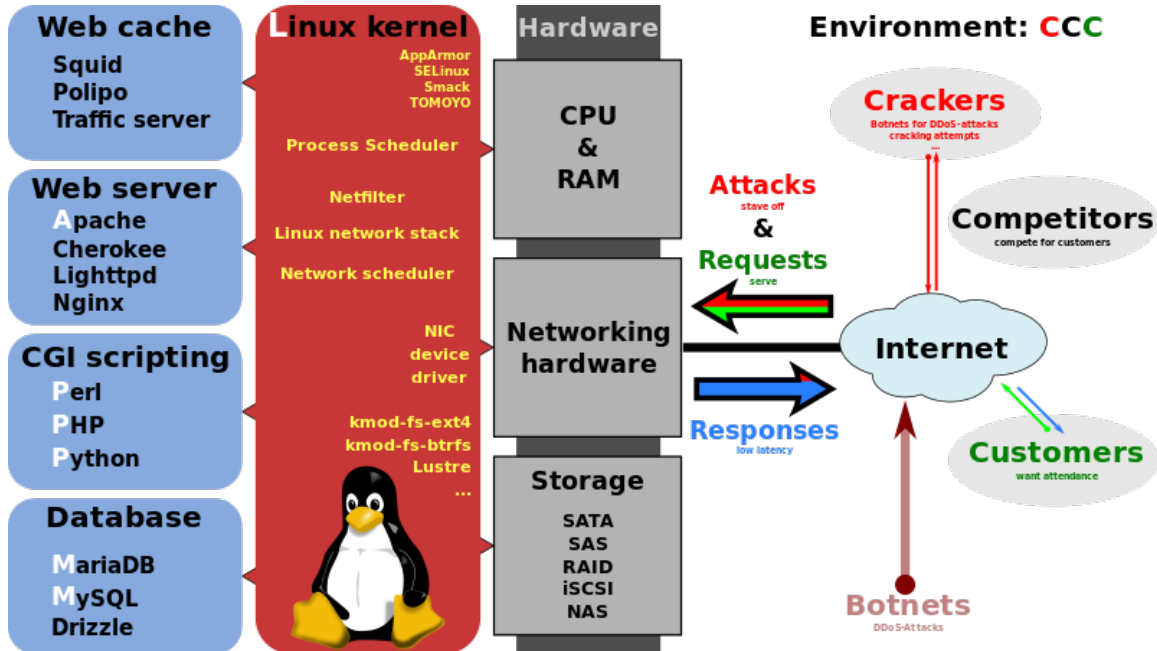 Web cache
Squid
Polipo
Traffic server
Web server
Apache
Cherokee
Lighttpd
Nginx
CGI scripting
Perl
PHP
Python
Database
MariaDB
MySQL
Drizzle
Linux kernel
AppArmor
SELinux
Smack
TOMOYO
Process Scheduler
Netfilter
Linux network stack
Network scheduler
NIC
device
driver
kmod-fs-ext4
kmod-fs-btrfs
Lustre
...
Hardware
CPU
&
RAM
Networking
hardware
Storage
SATA
SAS
RAID
iSCSI
NAS
Environment: CCC
Crackers
Botnets for DDoS-attacks
cracking attempts
...
Competitors
compete for customers
Attacks
stave off
&
Requests
serve
Internet
Responses
low latency
Customers
want attendance
Botnets
DDoS-Attacks